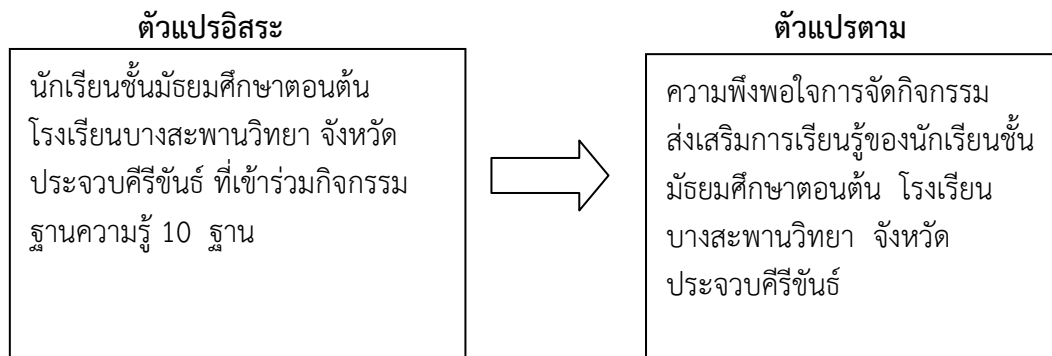 ตัวแปรอิสระ
นักเรียนชั้นมัธยมศึกษาตอนต้น
โรงเรียนบางสะพานวิทยา จังหวัด
ประจวบคีรีขันธ์ ที่เข้าร่วมกิจกรรม
ฐานความรู้ 10 ฐาน
ตัวแปรตาม
ความพึงพอใจการจัดกิจกรรม
ส่งเสริมการเรียนรู้ของนักเรียนชั้น
มัธยมศึกษาตอนต้น โรงเรียน
บางสะพานวิทยา จังหวัด
ประจวบคีรีขันธ์